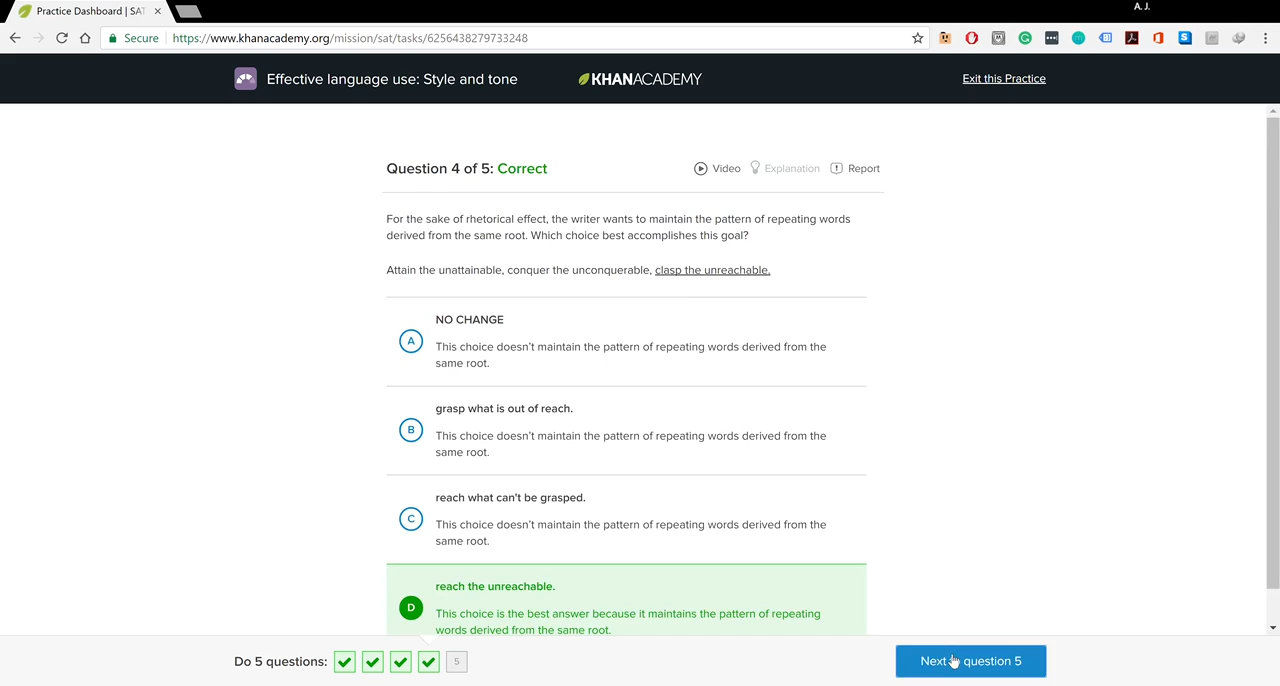 A. J.
Practice Dashboard | SAT
Secure https://www.khanacademy.org/mission/sat/tasks/6256438279733248
Effective language use: Style and tone
KHANACADEMY
Exit this Practice
Question 4 of 5: Correct
Video Explanation Report
For the sake of rhetorical effect, the writer wants to maintain the pattern of repeating words
derived from the same root. Which choice best accomplishes this goal?
Attain the unattainable, conquer the unconquerable, clasp the unreachable.
NO CHANGE
A
This choice doesn't maintain the pattern of repeating words derived from the
same root.
grasp what is out of reach.
B
This choice doesn't maintain the pattern of repeating words derived from the
same root.
reach what can't be grasped.
C
This choice doesn't maintain the pattern of repeating words derived from the
same root.
reach the unreachable.
D
This choice is the best answer because it maintains the pattern of repeating
words derived from the same root.
Do 5 questions: 5
Next question 5